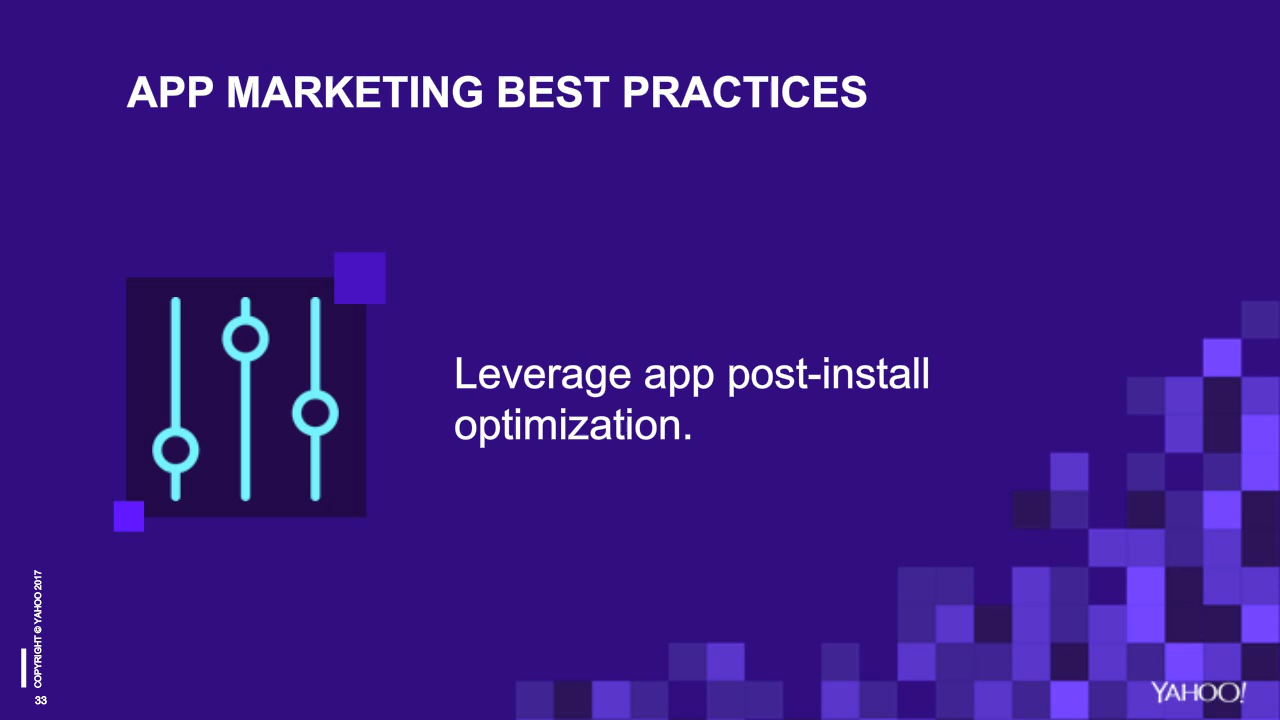 APP MARKETING BEST PRACTICES
Leverage app post-install
optimization.
COPYRIGHT © YAHOO 2017
33
YAHOO!